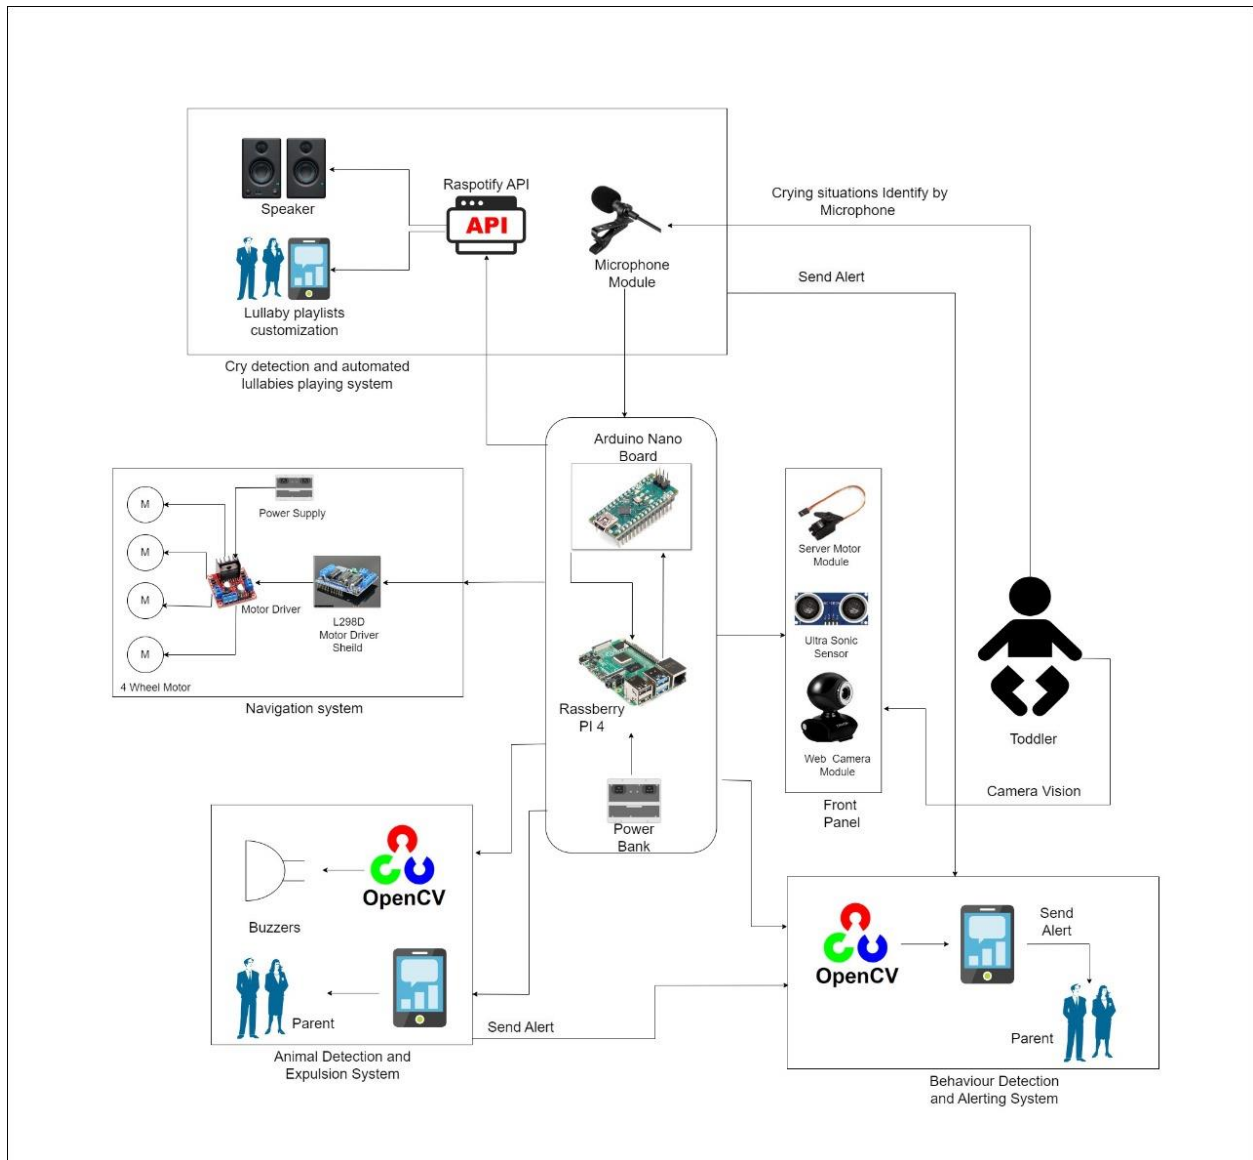 Speaker
Raspotify API
API
Lullaby playlists
customization
Microphone
Module
Cry detection and automated
lullabies playing system
Crying situations Identify by
Microphone
Send Alert
Arduino Nano
Board
Rassberry
PI 4
Power
Bank
M
M
M
M
Power Supply
Motor Driver
L298D
Motor Driver
Sheild
4 Wheel Motor
Navigation system
Server Motor
Module
Ultra Sonic
Sensor
Web Camera
Module
Front
Panel
Toddler
Camera Vision
OpenCV
Buzzers
Parent
Send Alert
Animal Detection and
Expulsion System
OpenCV
Send
Alert
Parent
Behaviour Detection
and Alerting System